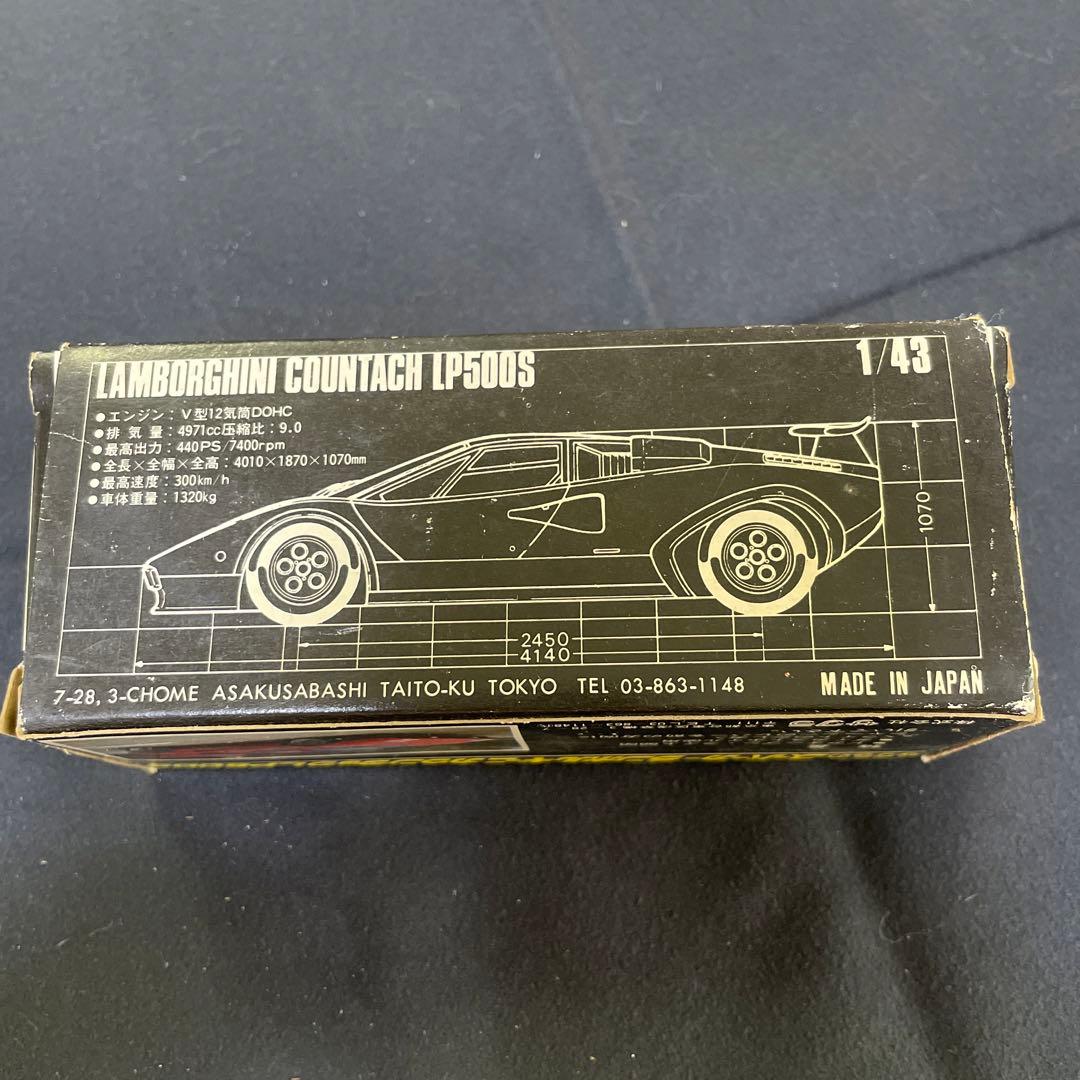 LAMBORGHINI COUNTACH LP500S
1/43
●エンジン：V型12気筒DOHC
●排気量：4971cc圧縮比：9.0
●最高出力：440PS/7400rpm
●全長×全幅×全高：4010×1870×1070mm
●最高速度：300km/h
●車体重量：1320kg
1070
2450
4140
7-28, 3-CHOME ASAKUSABASHI TAITO-KU TOKYO TEL 03-863-1148
MADE IN JAPAN